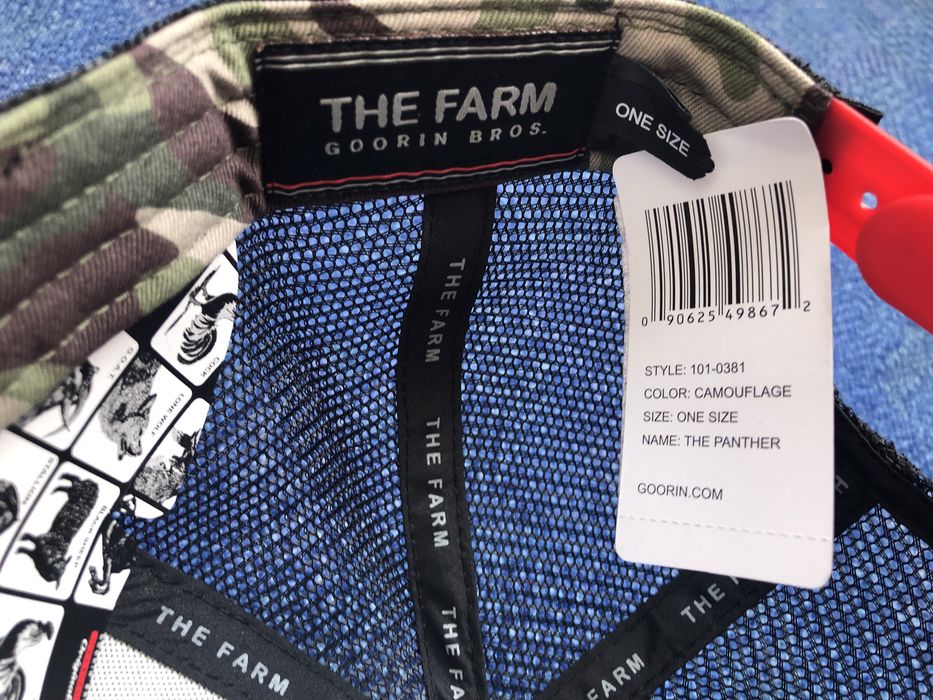 THE FARM
GOORIN BROS.
ONE SIZE
0 90625 49867 2
STYLE: 101-0381
COLOR: CAMOUFLAGE
SIZE: ONE SIZE
NAME: THE PANTHER
GOORIN.COM
THE FARM
THE FARM
THE FA
COCK
G.O.A.T.
LONE WOLF
STALLION
BLACK SHEEP
THE FARM
THE
FARM